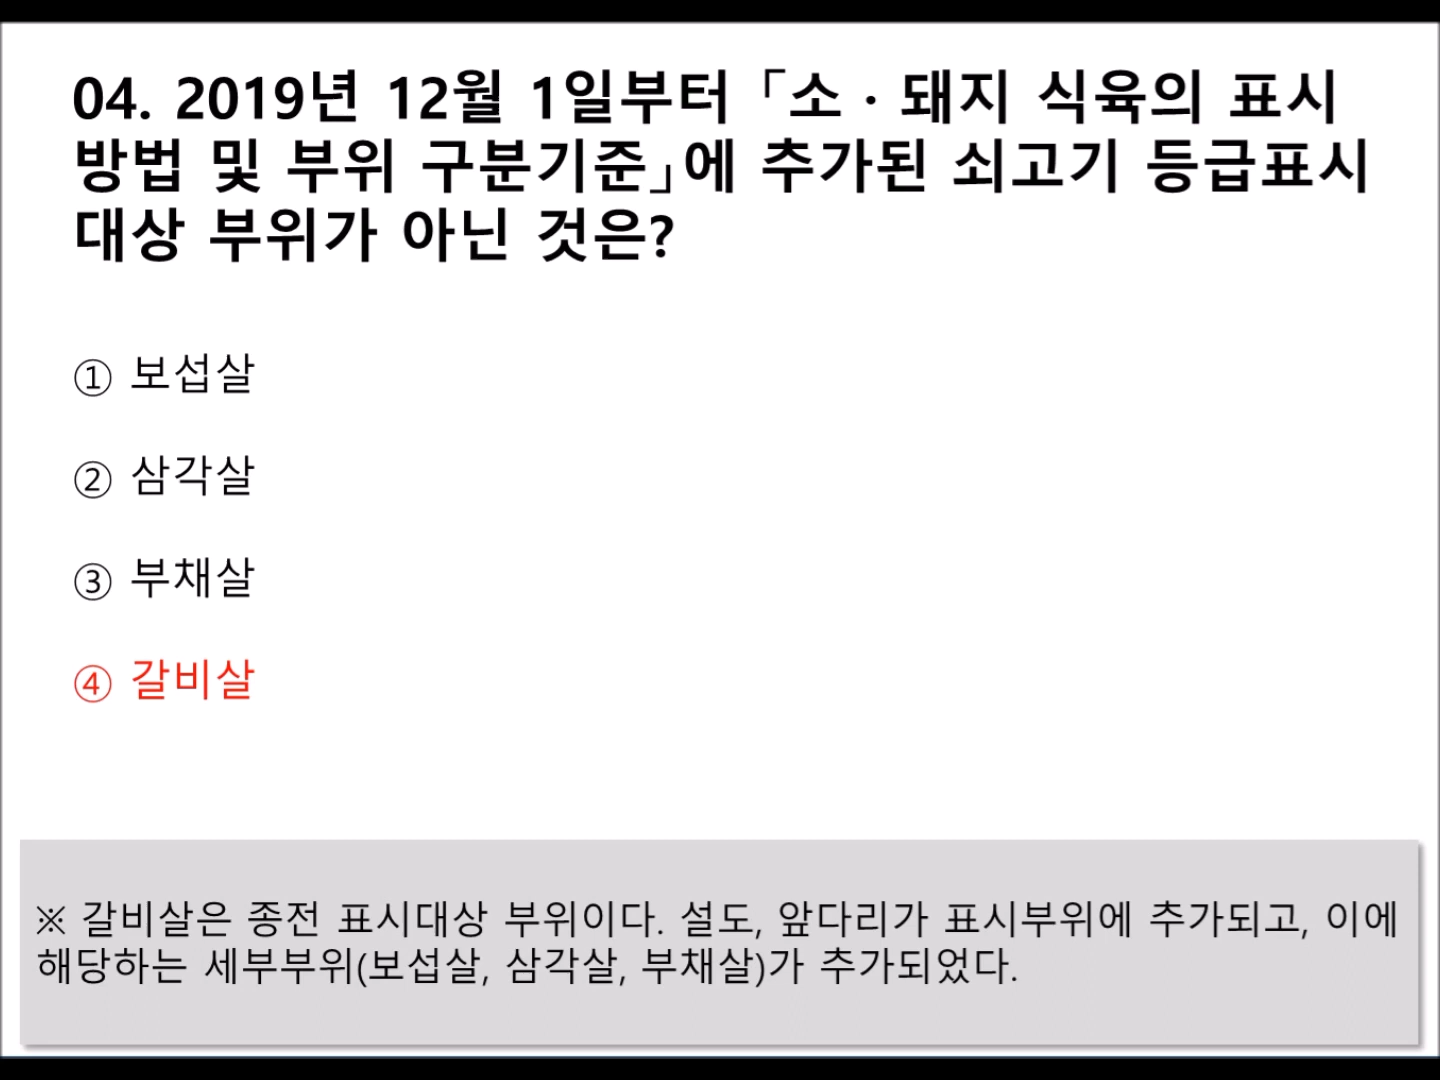 04. 2019년 12월 1일부터 「소 · 돼지 식육의 표시
방법 및 부위 구분기준」에 추가된 쇠고기 등급표시
대상 부위가 아닌 것은?
① 보섭살
② 삼각살
③ 부채살
④ 갈비살
※ 갈비살은 종전 표시대상 부위이다. 설도, 앞다리가 표시부위에 추가되고, 이에
해당하는 세부부위(보섭살, 삼각살, 부채살)가 추가되었다.